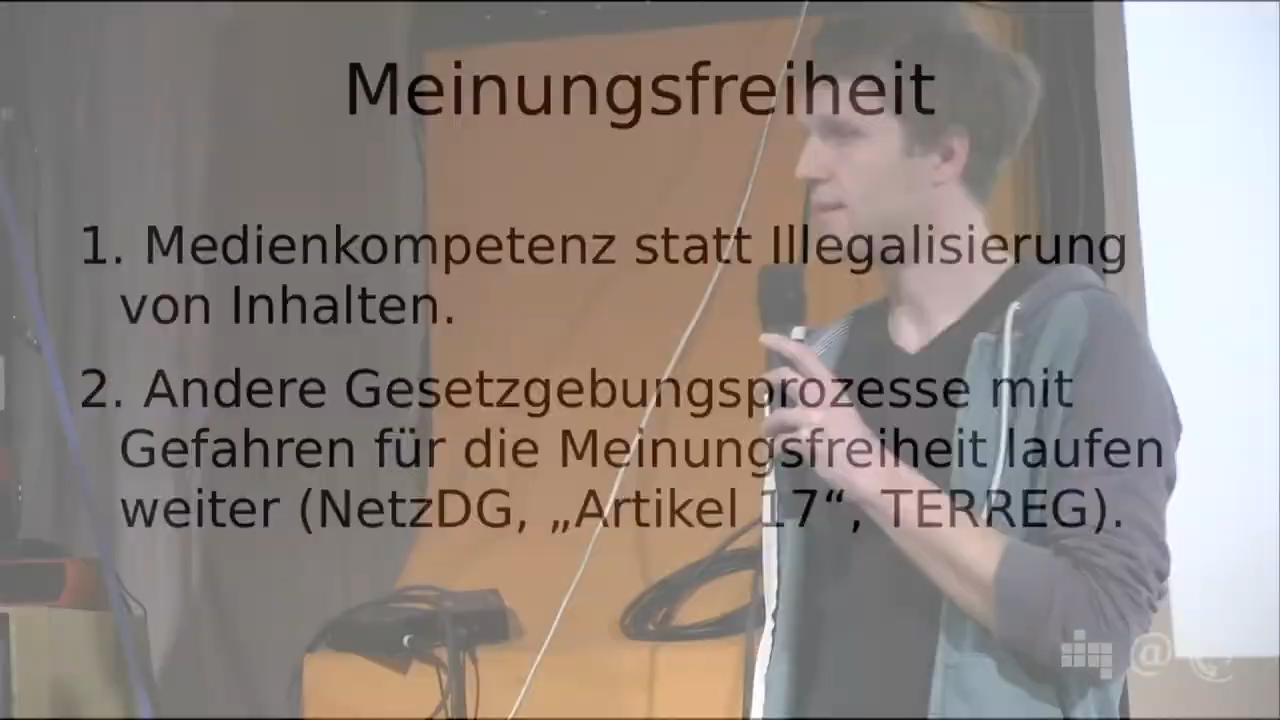 Meinungsfreiheit
1. Medienkompetenz statt Illegalisierung
von Inhalten.
2. Andere Gesetzgebungsprozesse mit
Gefahren für die Meinungsfreiheit laufen
weiter (NetzDG, „Artikel 17“, TERREG).